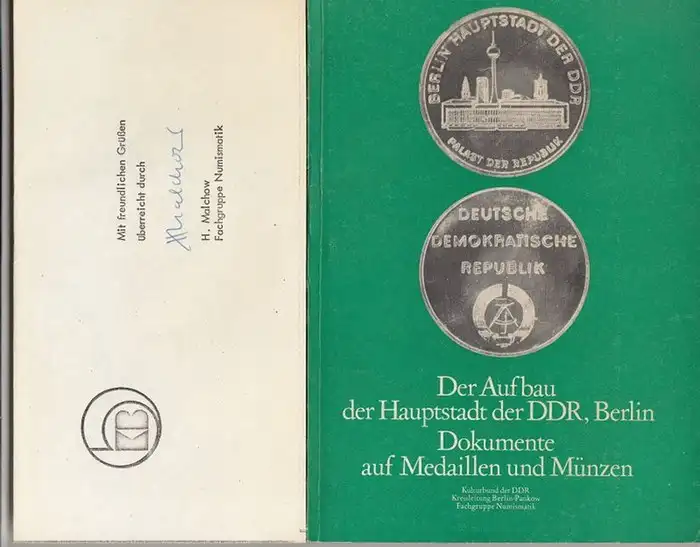 Mit freundlichen Grüßen
überreicht durch
HMalchow
H. Malchow
Fachgruppe Numismatik
KB
BERLIN HAUPTSTADT DER DDR
PALAST DER REPUBLIK
DEUTSCHE
DEMOKRATISCHE
REPUBLIK
Der Aufbau
der Hauptstadt der DDR, Berlin
Dokumente
auf Medaillen und Münzen
Kulturbund der DDR
Kreisleitung Berlin-Pankow
Fachgruppe Numismatik